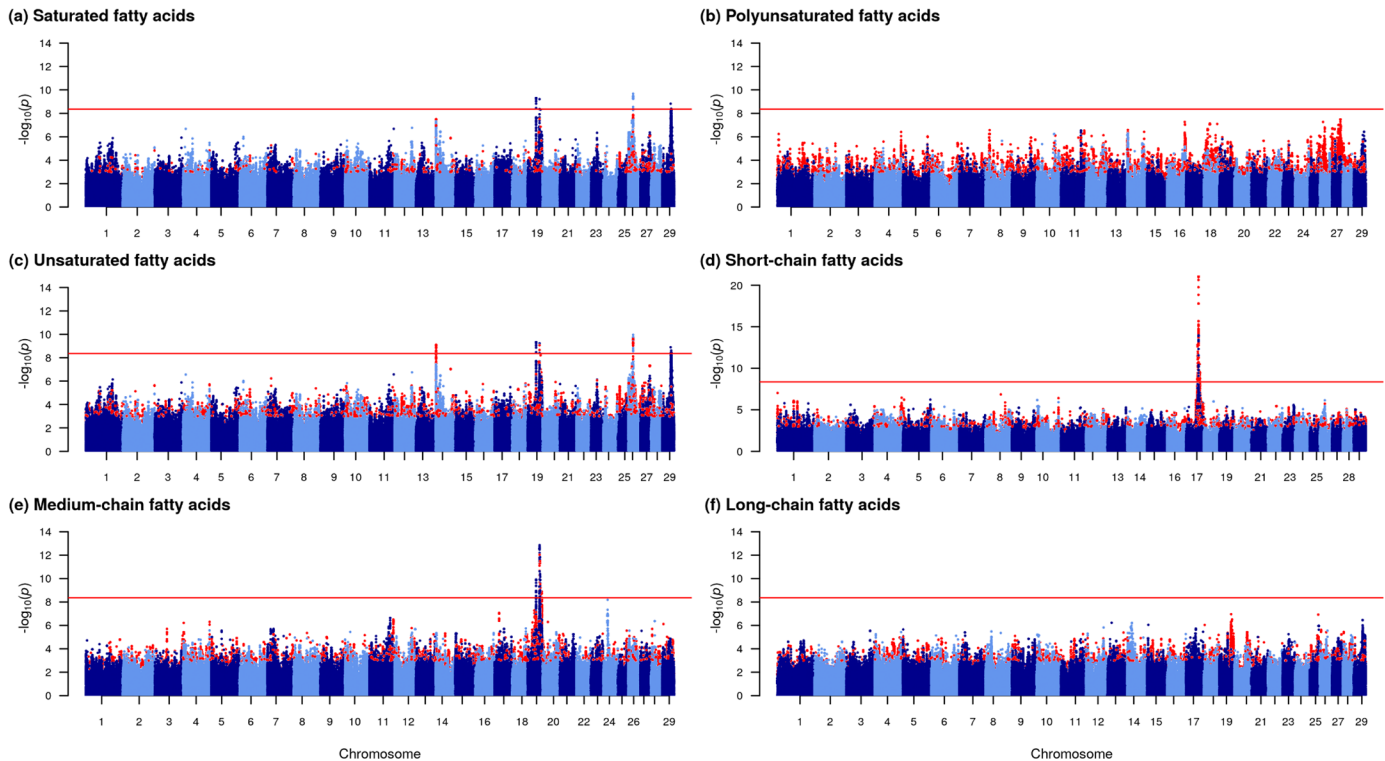 (a) Saturated fatty acids
14
12
10
8
6
4
2
0
-log10(p)
1 2 3 4 5 6 7 8 9 10 11 13 15 17 19 21 23 25 27 29
(b) Polyunsaturated fatty acids
14
12
10
8
6
4
2
0
-log10(p)
1 2 3 4 5 6 7 8 9 10 11 12 14 16 18 20 22 24 27 29
(c) Unsaturated fatty acids
14
12
10
8
6
4
2
0
-log10(p)
1 2 3 4 5 6 7 8 9 10 11 13 15 17 19 21 23 25 27 29
(d) Short-chain fatty acids
20
15
10
5
0
-log10(p)
1 2 3 4 5 6 7 8 9 10 11 12 13 14 16 17 19 21 23 25 28
(e) Medium-chain fatty acids
14
12
10
8
6
4
2
0
-log10(p)
1 2 3 4 5 6 7 8 9 10 11 12 14 16 18 20 22 24 26 29
Chromosome
(f) Long-chain fatty acids
14
12
10
8
6
4
2
0
-log10(p)
1 2 3 4 5 6 7 8 9 10 11 12 14 15 17 19 21 23 25 27 29
Chromosome